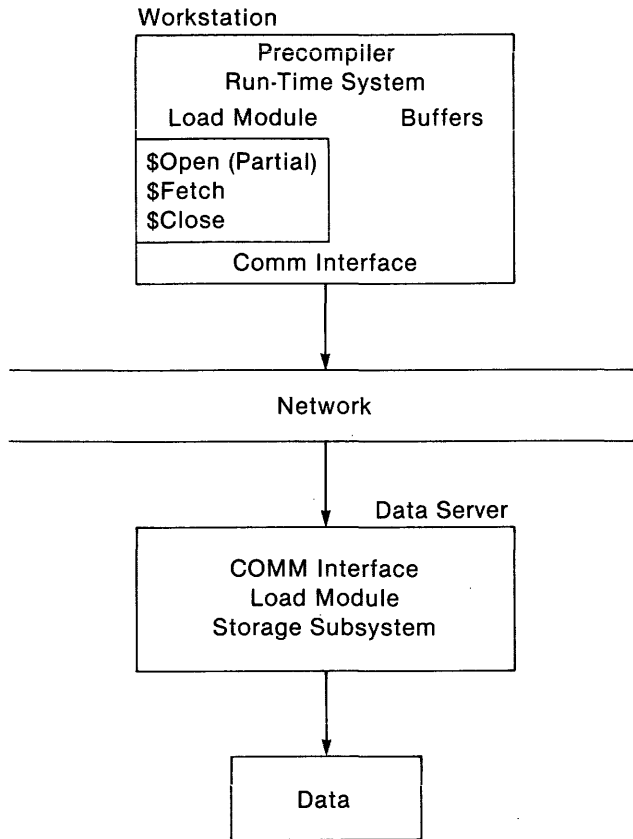 Workstation
Precompiler
Run-Time System
Load Module Buffers
$Open (Partial)
$Fetch
$Close
Comm Interface
Network
Data Server
COMM Interface
Load Module
Storage Subsystem
Data